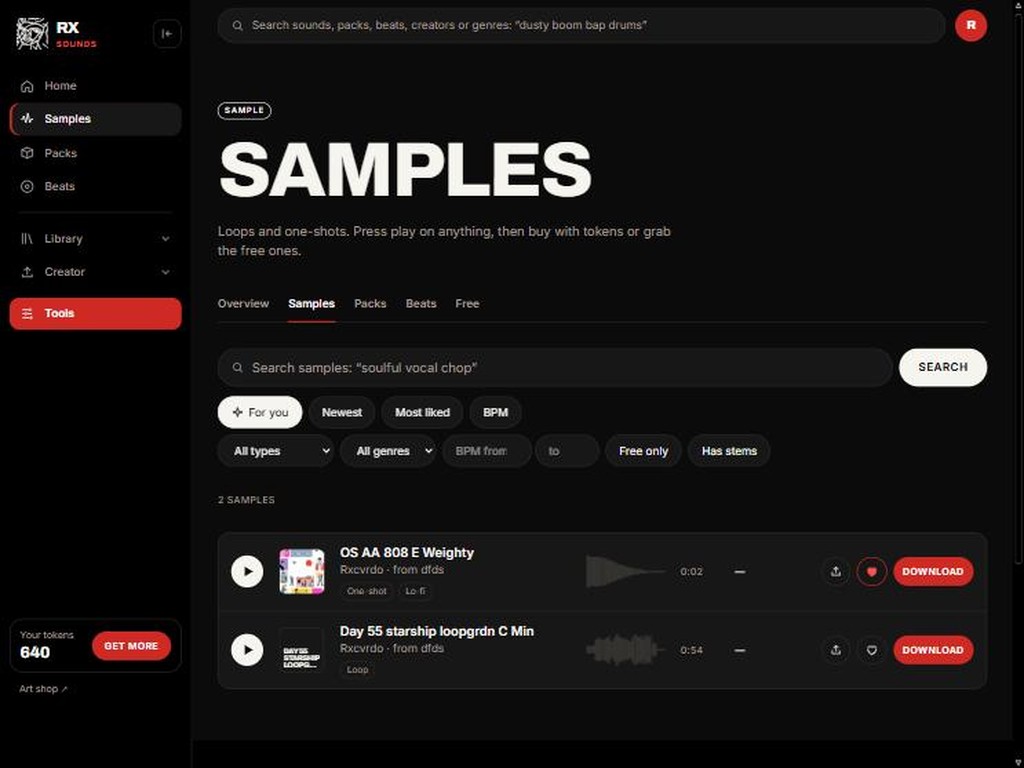 RX
SOUNDS
Home
Samples
Packs
Beats
Library
Creator
Tools
Your tokens
640
GET MORE
Art shop ↗
Search sounds, packs, beats, creators or genres: “dusty boom bap drums”
R
SAMPLE
SAMPLES
Loops and one-shots. Press play on anything, then buy with tokens or grab
the free ones.
Overview Samples Packs Beats Free
Search samples: “soulful vocal chop”
SEARCH
For you Newest Most liked BPM
All types All genres BPM from to Free only Has stems
2 SAMPLES
OS AA 808 E Weighty
Rxcvrdo · from dfds
One-shot Lo-fi
0:02 — DOWNLOAD
DAY 55
STARSHIP
LOOPG...
Day 55 starship loopgrdn C Min
Rxcvrdo · from dfds
Loop
0:54 — DOWNLOAD